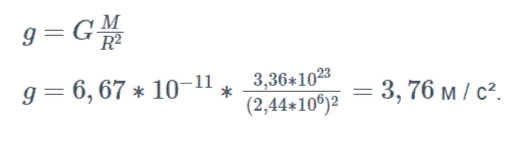 g = G M/R²
g = 6,67 * 10⁻¹¹ * 3,36*10²³/(2,44*10⁶)² = 3,76 м / с².